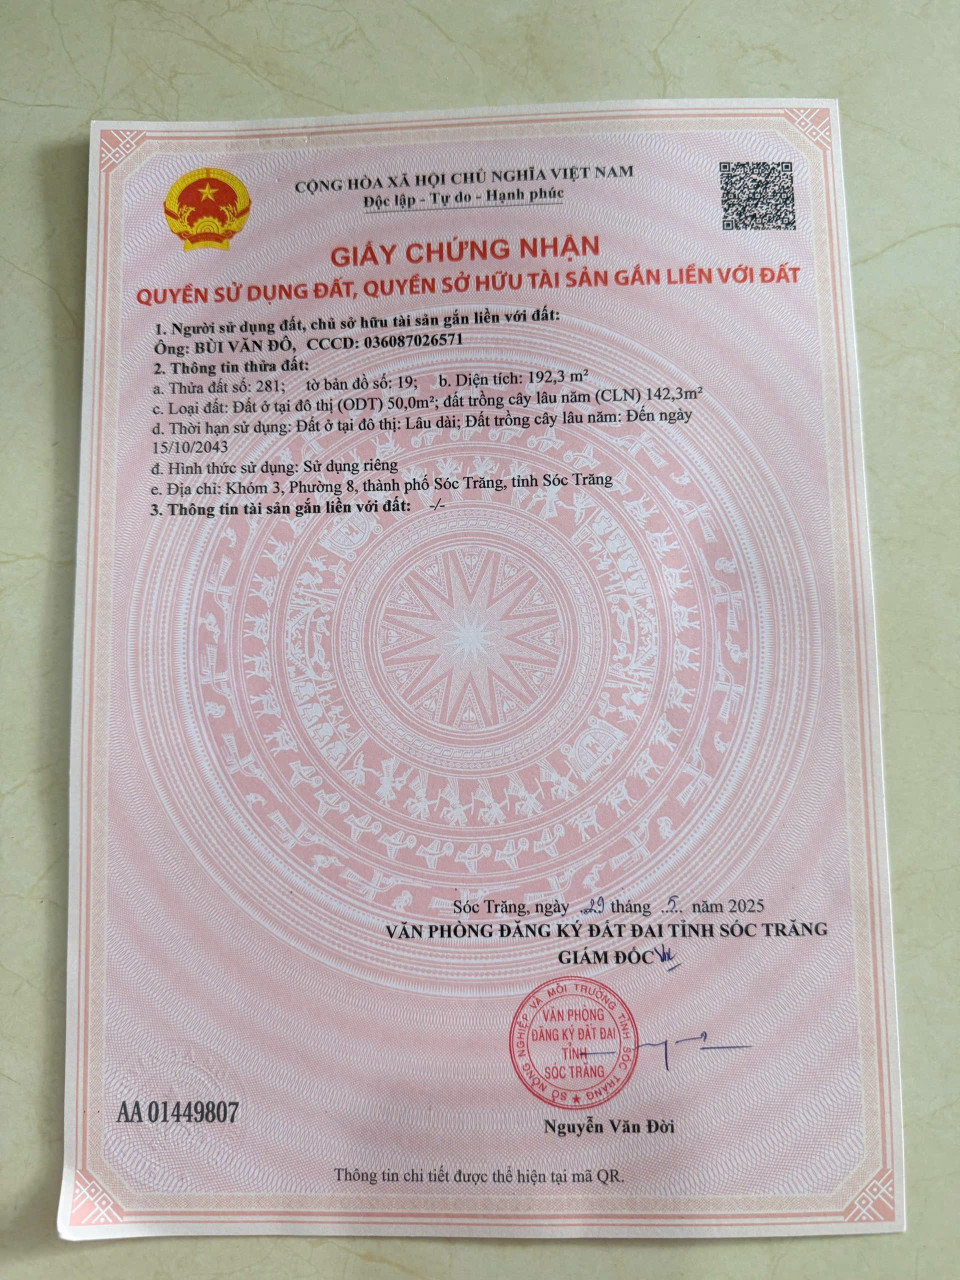 CỘNG HÒA XÃ HỘI CHỦ NGHĨA VIỆT NAM
Độc lập - Tự do - Hạnh phúc
GIẤY CHỨNG NHẬN
QUYỀN SỬ DỤNG ĐẤT, QUYỀN SỞ HỮU TÀI SẢN GẮN LIỀN VỚI ĐẤT
1. Người sử dụng đất, chủ sở hữu tài sản gắn liền với đất:
Ông: BÙI VĂN ĐÔ, CCCD: 036087026571
2. Thông tin thửa đất:
a. Thửa đất số: 281; tờ bản đồ số: 19; b. Diện tích: 192,3 m²
c. Loại đất: Đất ở tại đô thị (ODT) 50,0m²; đất trồng cây lâu năm (CLN) 142,3m²
d. Thời hạn sử dụng: Đất ở tại đô thị: Lâu dài; Đất trồng cây lâu năm: Đến ngày
15/10/2043
đ. Hình thức sử dụng: Sử dụng riêng
e. Địa chỉ: Khóm 3, Phường 8, thành phố Sóc Trăng, tỉnh Sóc Trăng
3. Thông tin tài sản gắn liền với đất: -/-
Sóc Trăng, ngày 29 tháng 5 năm 2025
VĂN PHÒNG ĐĂNG KÝ ĐẤT ĐAI TỈNH SÓC TRĂNG
GIÁM ĐỐC
SỞ NÔNG NGHIỆP VÀ MÔI TRƯỜNG TỈNH SÓC TRĂNG
VĂN PHÒNG
ĐĂNG KÝ ĐẤT ĐAI
TỈNH
SÓC TRĂNG
AA 01449807
Nguyễn Văn Đời
Thông tin chi tiết được thể hiện tại mã QR.